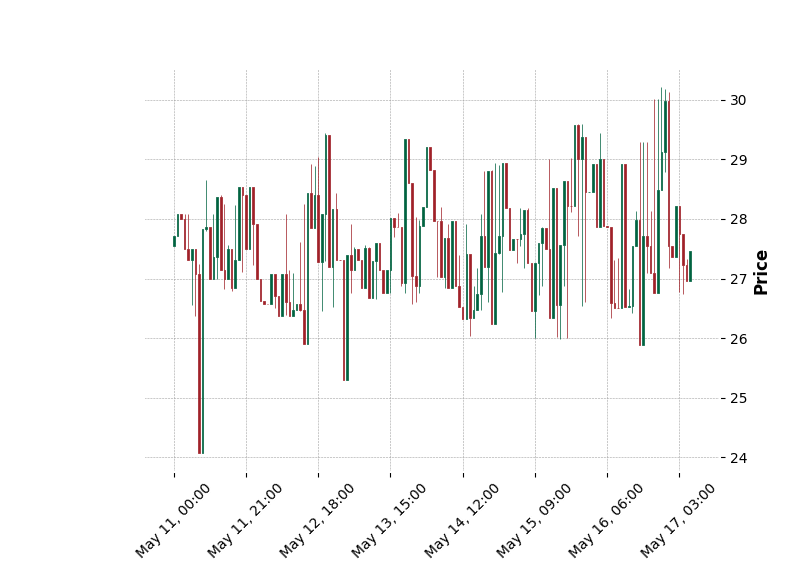 30
29
28
27
26
25
24
Price
May 11, 00:00
May 11, 21:00
May 12, 18:00
May 13, 15:00
May 14, 12:00
May 15, 09:00
May 16, 06:00
May 17, 03:00